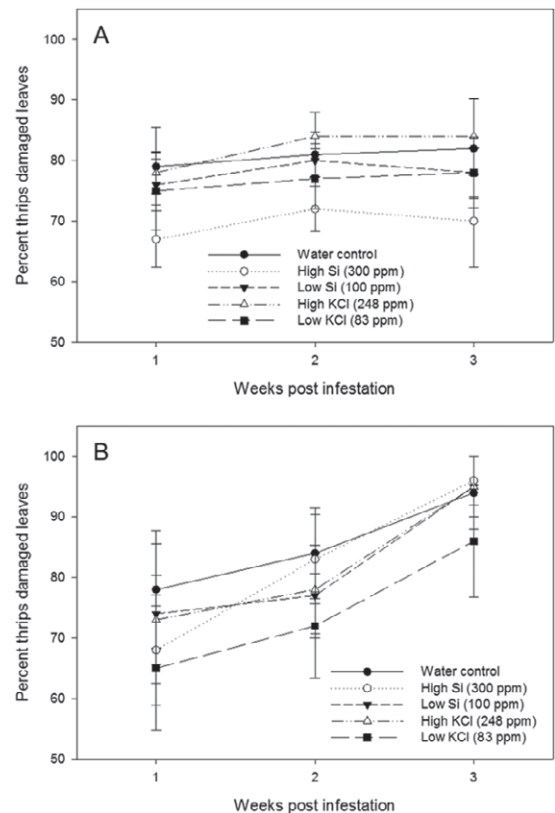 A
100
90
80
70
60
50
Percent thrips damaged leaves
Water control
High Si (300 ppm)
Low Si (100 ppm)
High KCl (248 ppm)
Low KCl (83 ppm)
1
2
3
Weeks post infestation
B
100
90
80
70
60
50
Percent thrips damaged leaves
Water control
High Si (300 ppm)
Low Si (100 ppm)
High KCl (248 ppm)
Low KCl (83 ppm)
1
2
3
Weeks post infestation